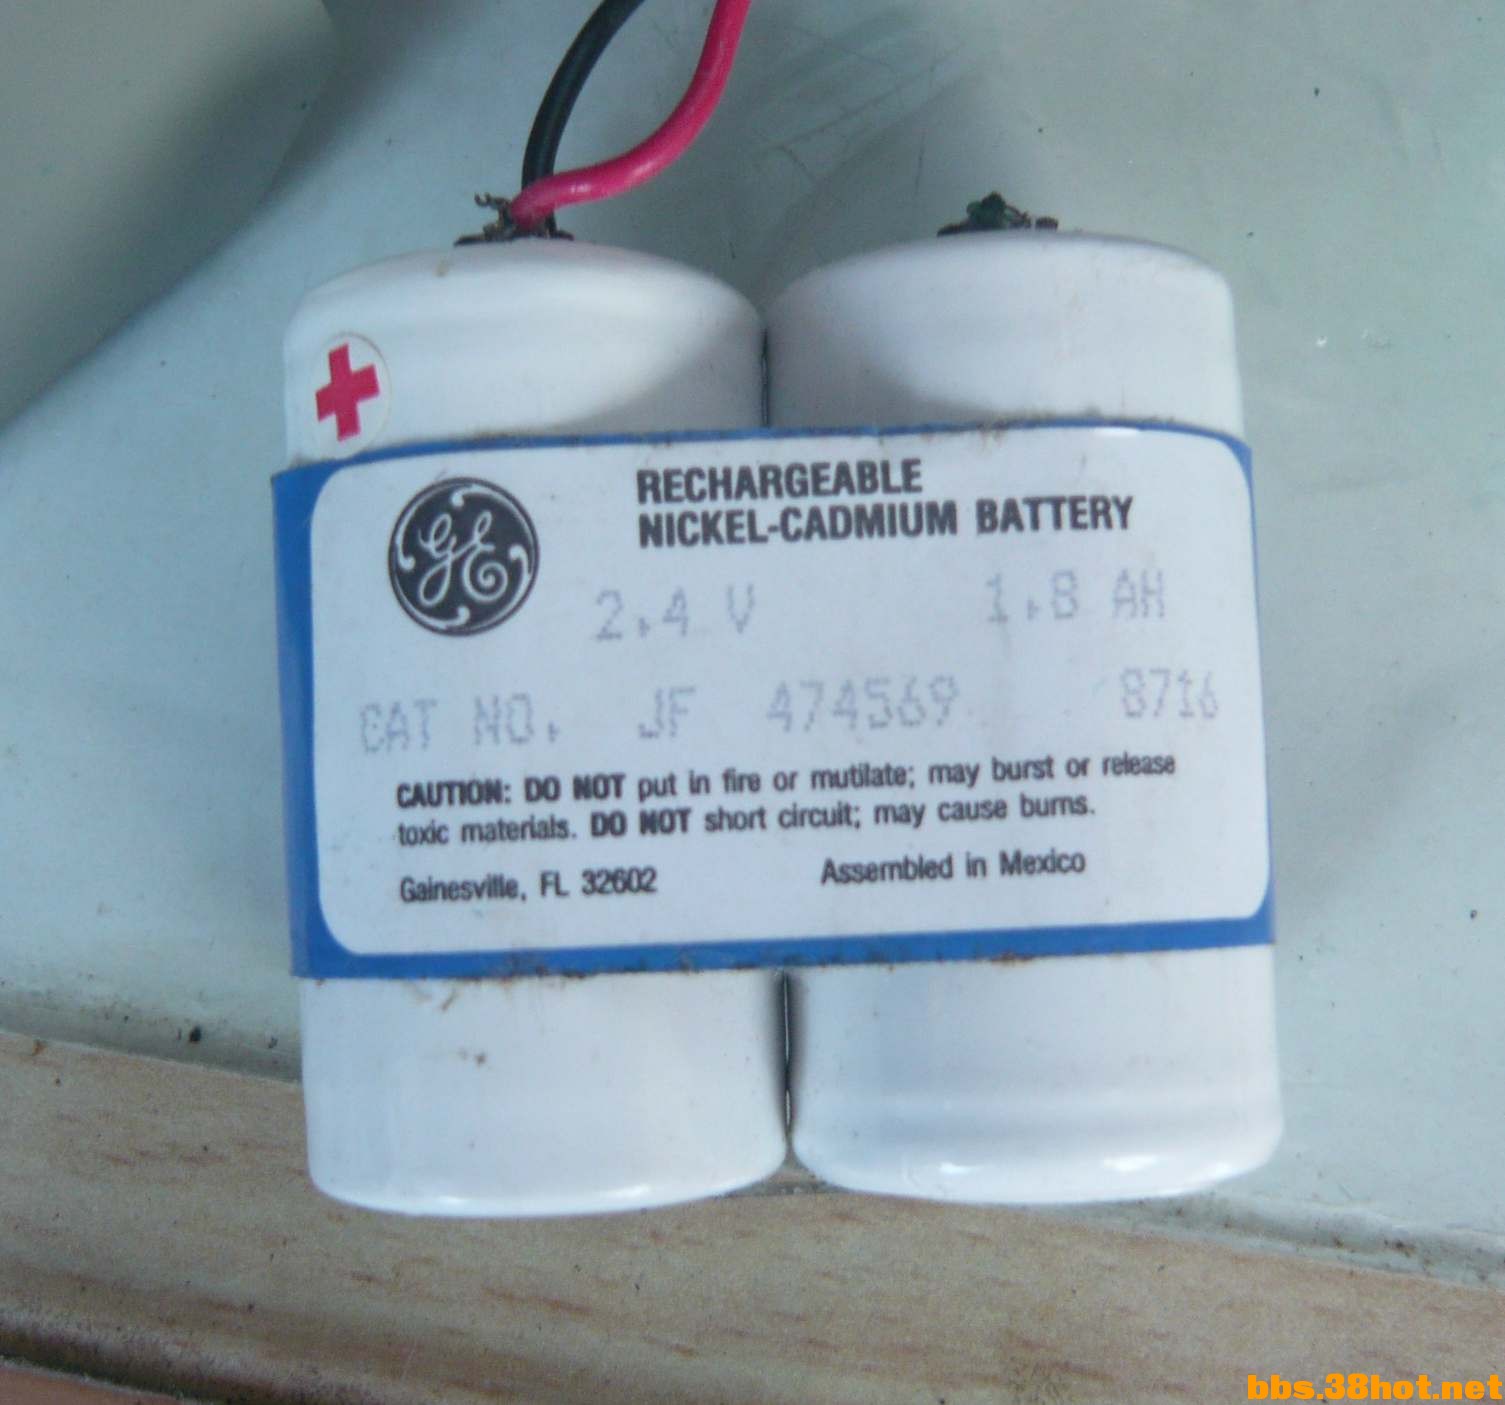 GE
RECHARGEABLE
NICKEL-CADMIUM BATTERY
2.4 V 1.8 AH
CAT NO. JF 474569 8716
CAUTION: DO NOT put in fire or mutilate; may burst or release
toxic materials. DO NOT short circuit; may cause burns.
Gainesville, FL 32602 Assembled in Mexico
bbs.38hot.net